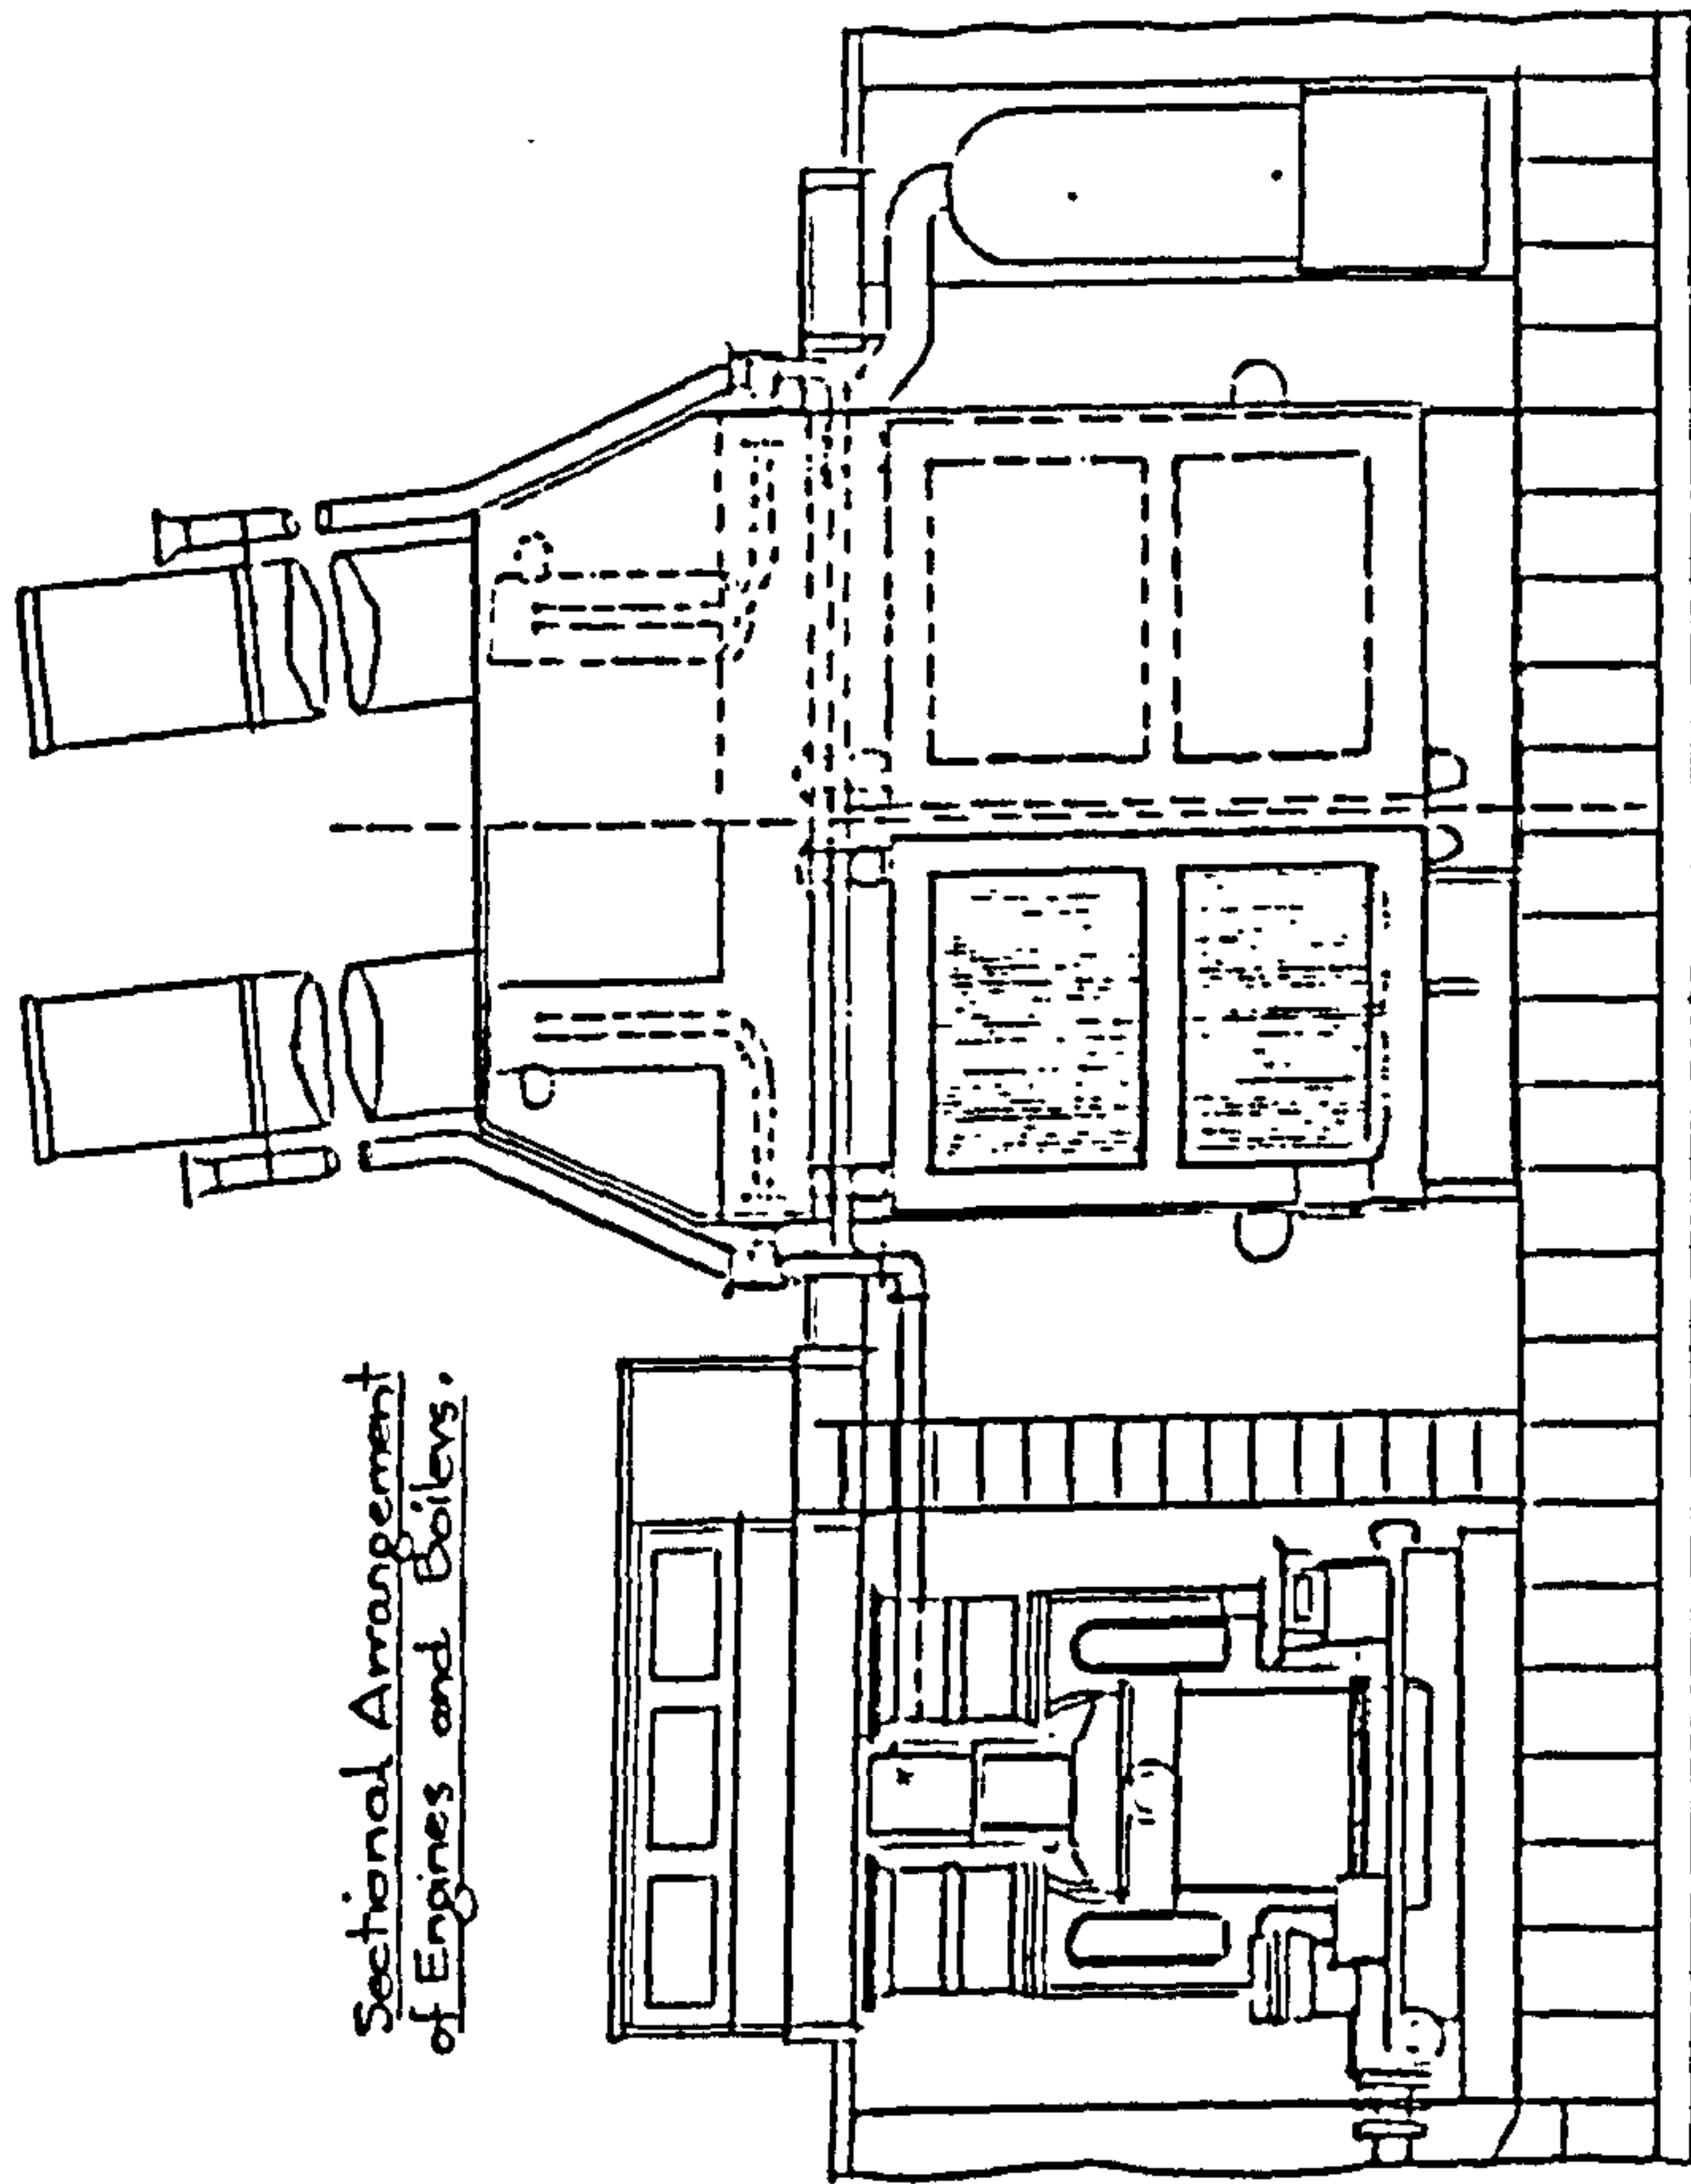 Sectional Arrangement
of Engines and Boilers.